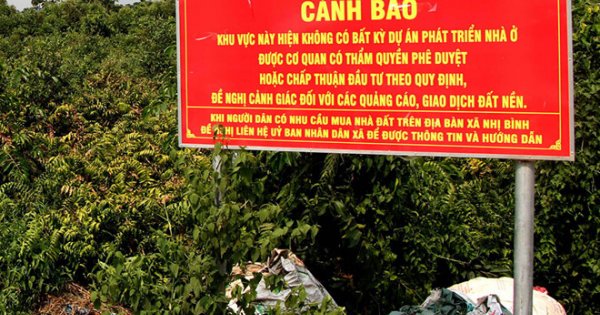 CẢNH BÁO
KHU VỰC NÀY HIỆN KHÔNG CÓ BẤT KỲ DỰ ÁN PHÁT TRIỂN NHÀ Ở
ĐƯỢC CƠ QUAN CÓ THẨM QUYỀN PHÊ DUYỆT
HOẶC CHẤP THUẬN ĐẦU TƯ THEO QUY ĐỊNH,
ĐỀ NGHỊ CẢNH GIÁC ĐỐI VỚI CÁC QUẢNG CÁO, GIAO DỊCH ĐẤT NỀN.
KHI NGƯỜI DÂN CÓ NHU CẦU MUA NHÀ ĐẤT TRÊN ĐỊA BÀN XÃ NHỊ BÌNH
ĐỀ NGHỊ LIÊN HỆ UỶ BAN NHÂN DÂN XÃ ĐỂ ĐƯỢC THÔNG TIN VÀ HƯỚNG DẪN